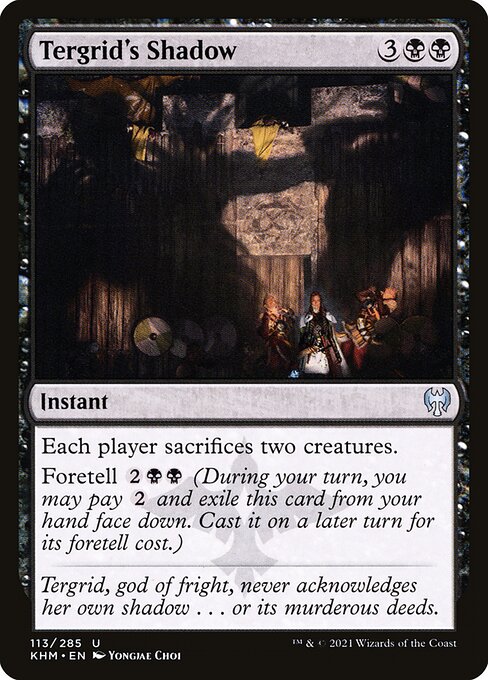 Tergrid's Shadow 3
Instant
Each player sacrifices two creatures.
Foretell 2 (During your turn, you
may pay 2 and exile this card from your
hand face down. Cast it on a later turn for
its foretell cost.)
Tergrid, god of fright, never acknowledges
her own shadow . . . or its murderous deeds.
113/285 U
KHM • EN Yongjae Choi
™ & © 2021 Wizards of the Coast